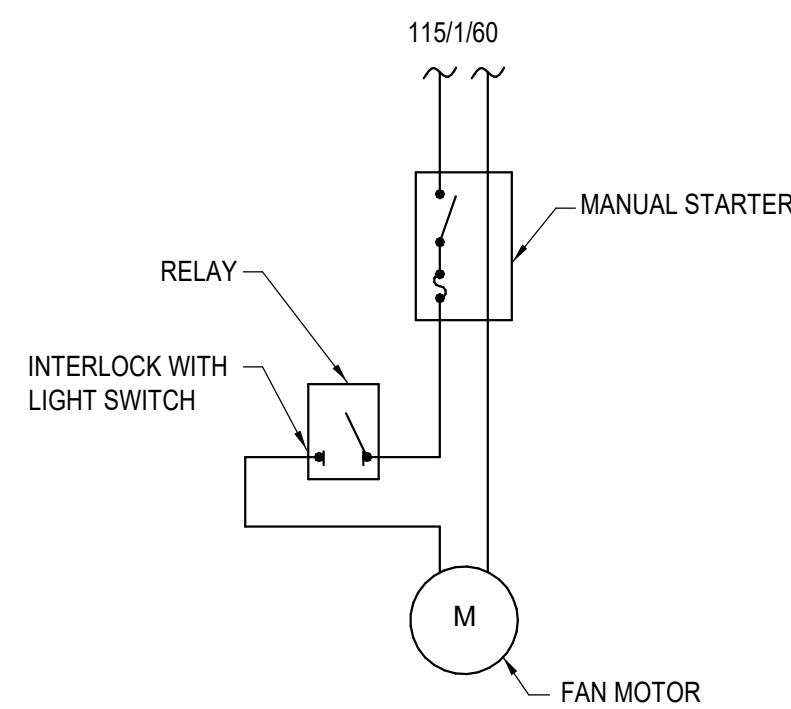 115/1/60
MANUAL STARTER
RELAY
INTERLOCK WITH
LIGHT SWITCH
M
FAN MOTOR